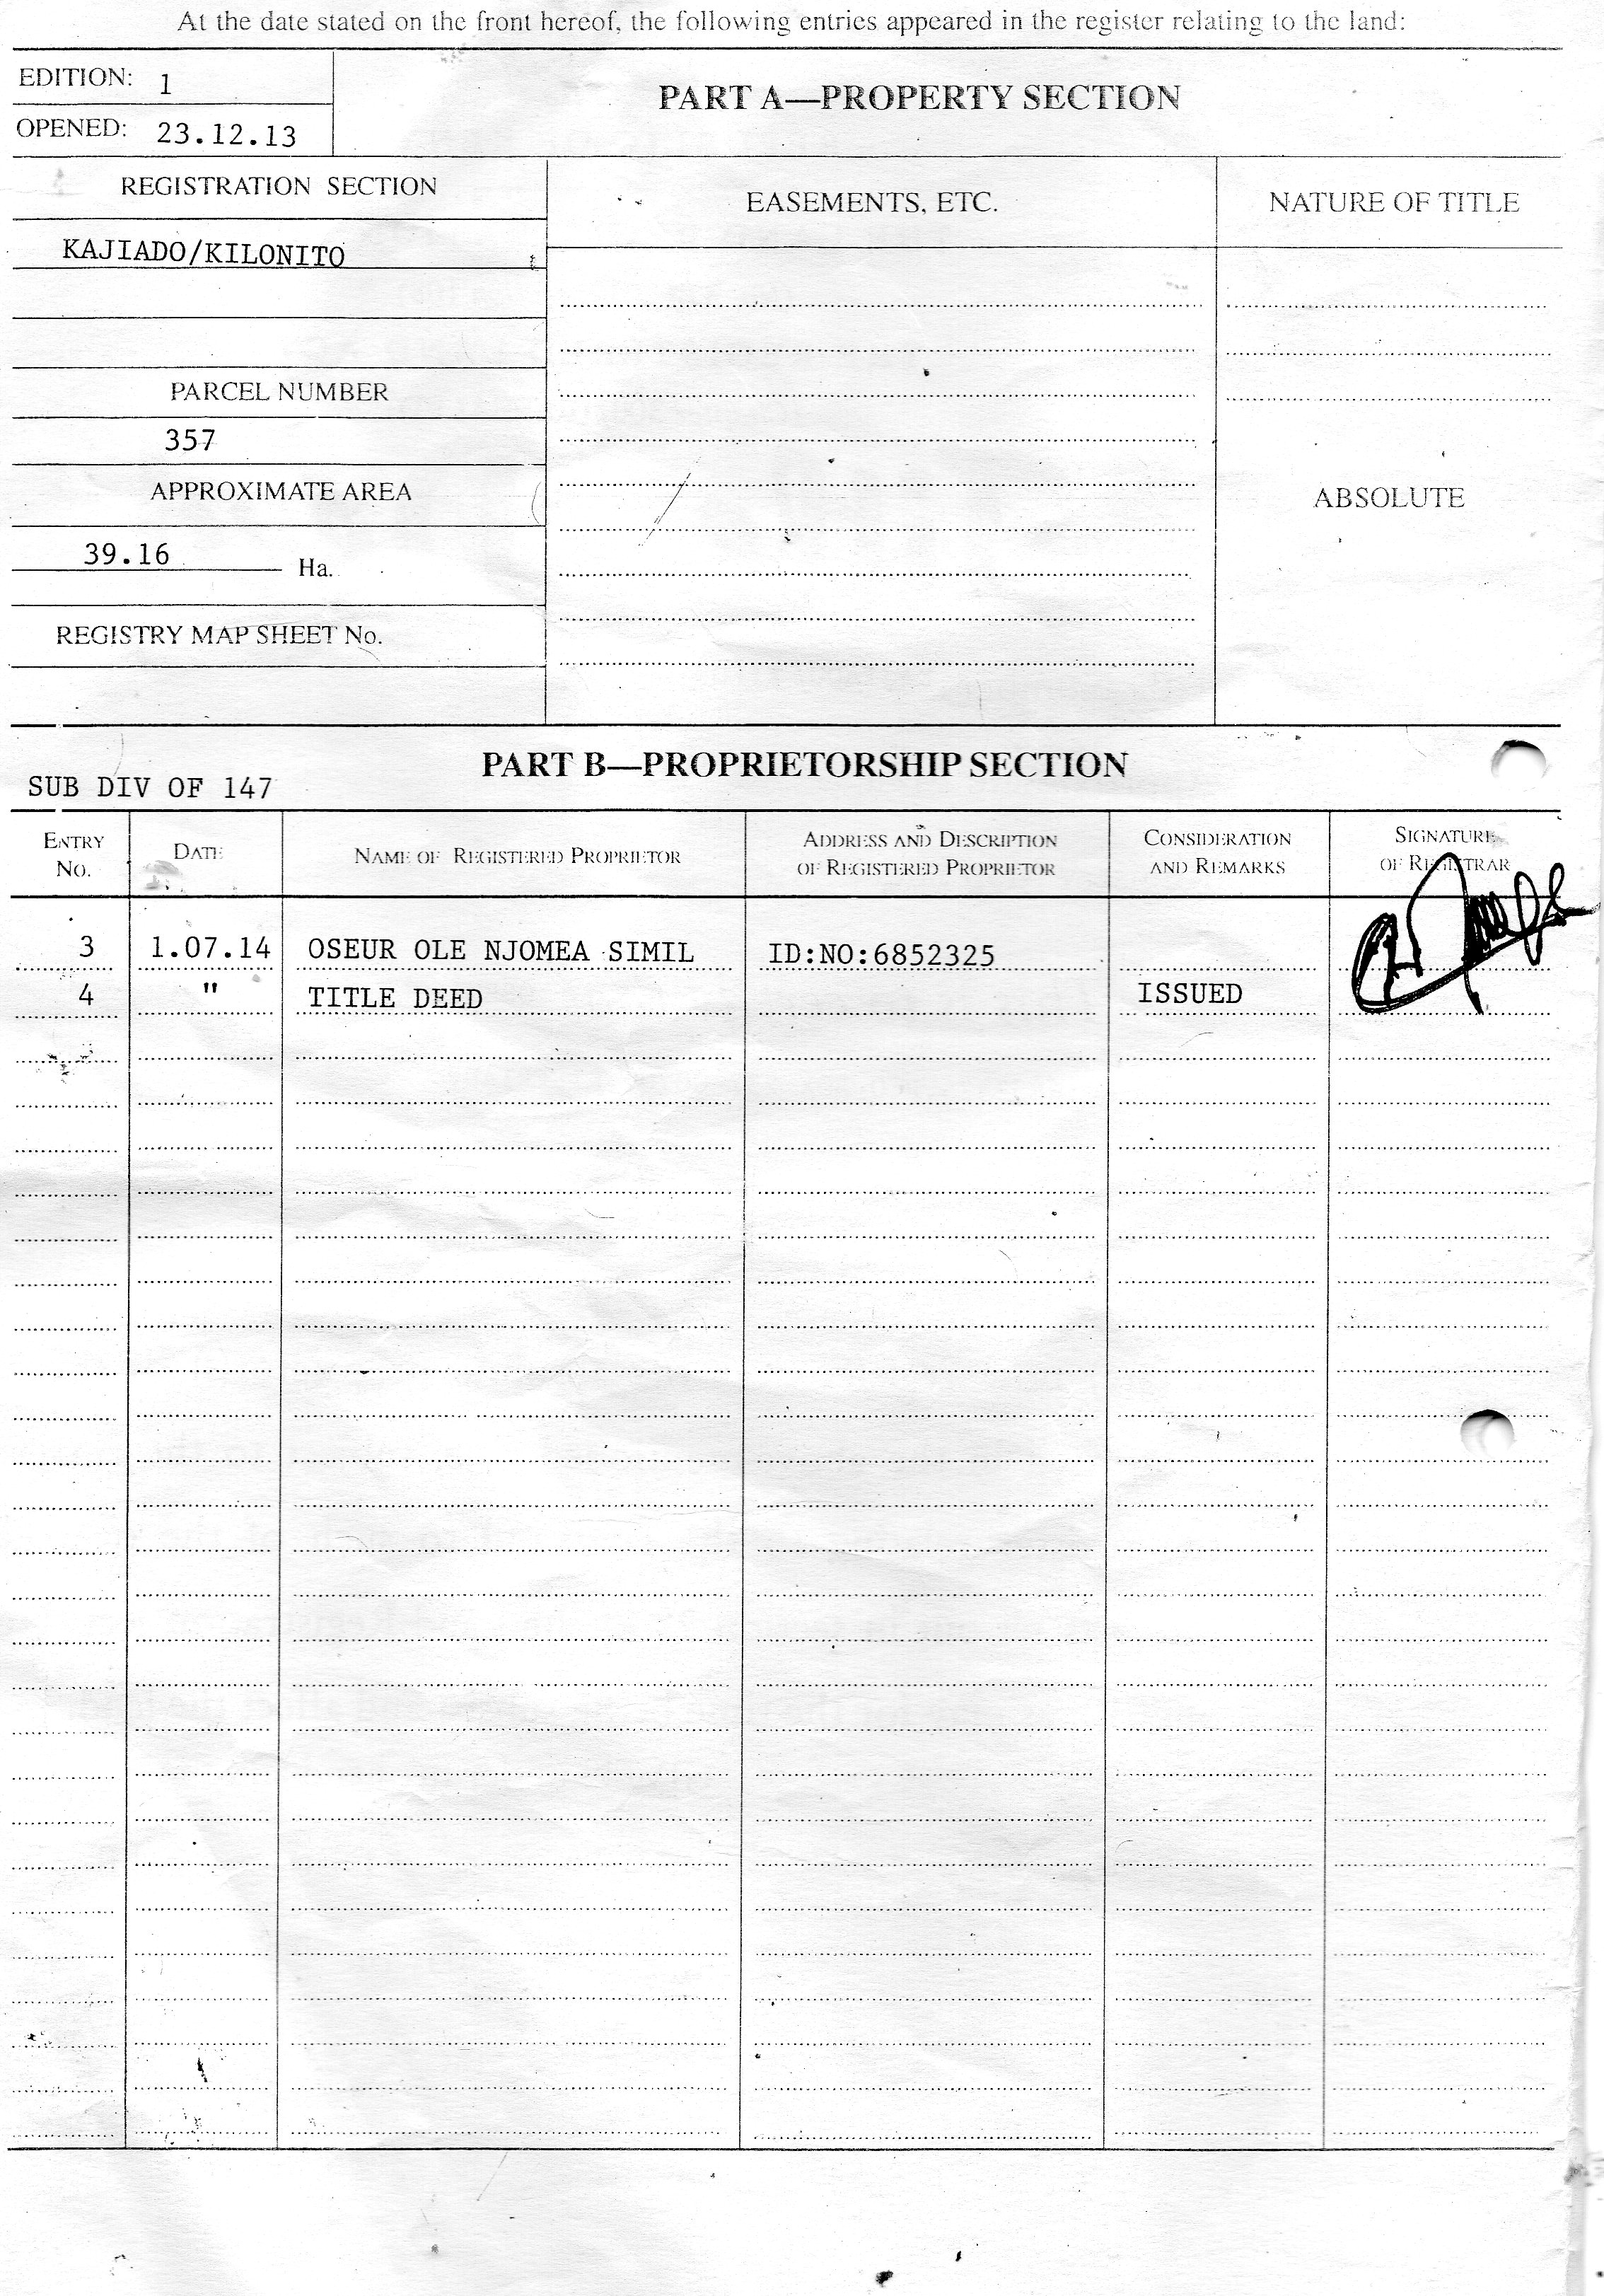 At the date stated on the front hereof, the following entries appeared in the register relating to the land:
EDITION: 1
OPENED: 23.12.13
PART A—PROPERTY SECTION
REGISTRATION SECTION
KAJIADO/KILONITO
PARCEL NUMBER
357
APPROXIMATE AREA
39.16 Ha.
REGISTRY MAP SHEET No.
EASEMENTS, ETC.
NATURE OF TITLE
ABSOLUTE
PART B—PROPRIETORSHIP SECTION
SUB DIV OF 147
ENTRY No. DATE NAME OF REGISTERED PROPRIETOR ADDRESS AND DESCRIPTION OF REGISTERED PROPRIETOR CONSIDERATION AND REMARKS SIGNATURE OF REGISTRAR
3 1.07.14 OSEUR OLE NJOMEA SIMIL ID:NO:6852325
4 " TITLE DEED ISSUED